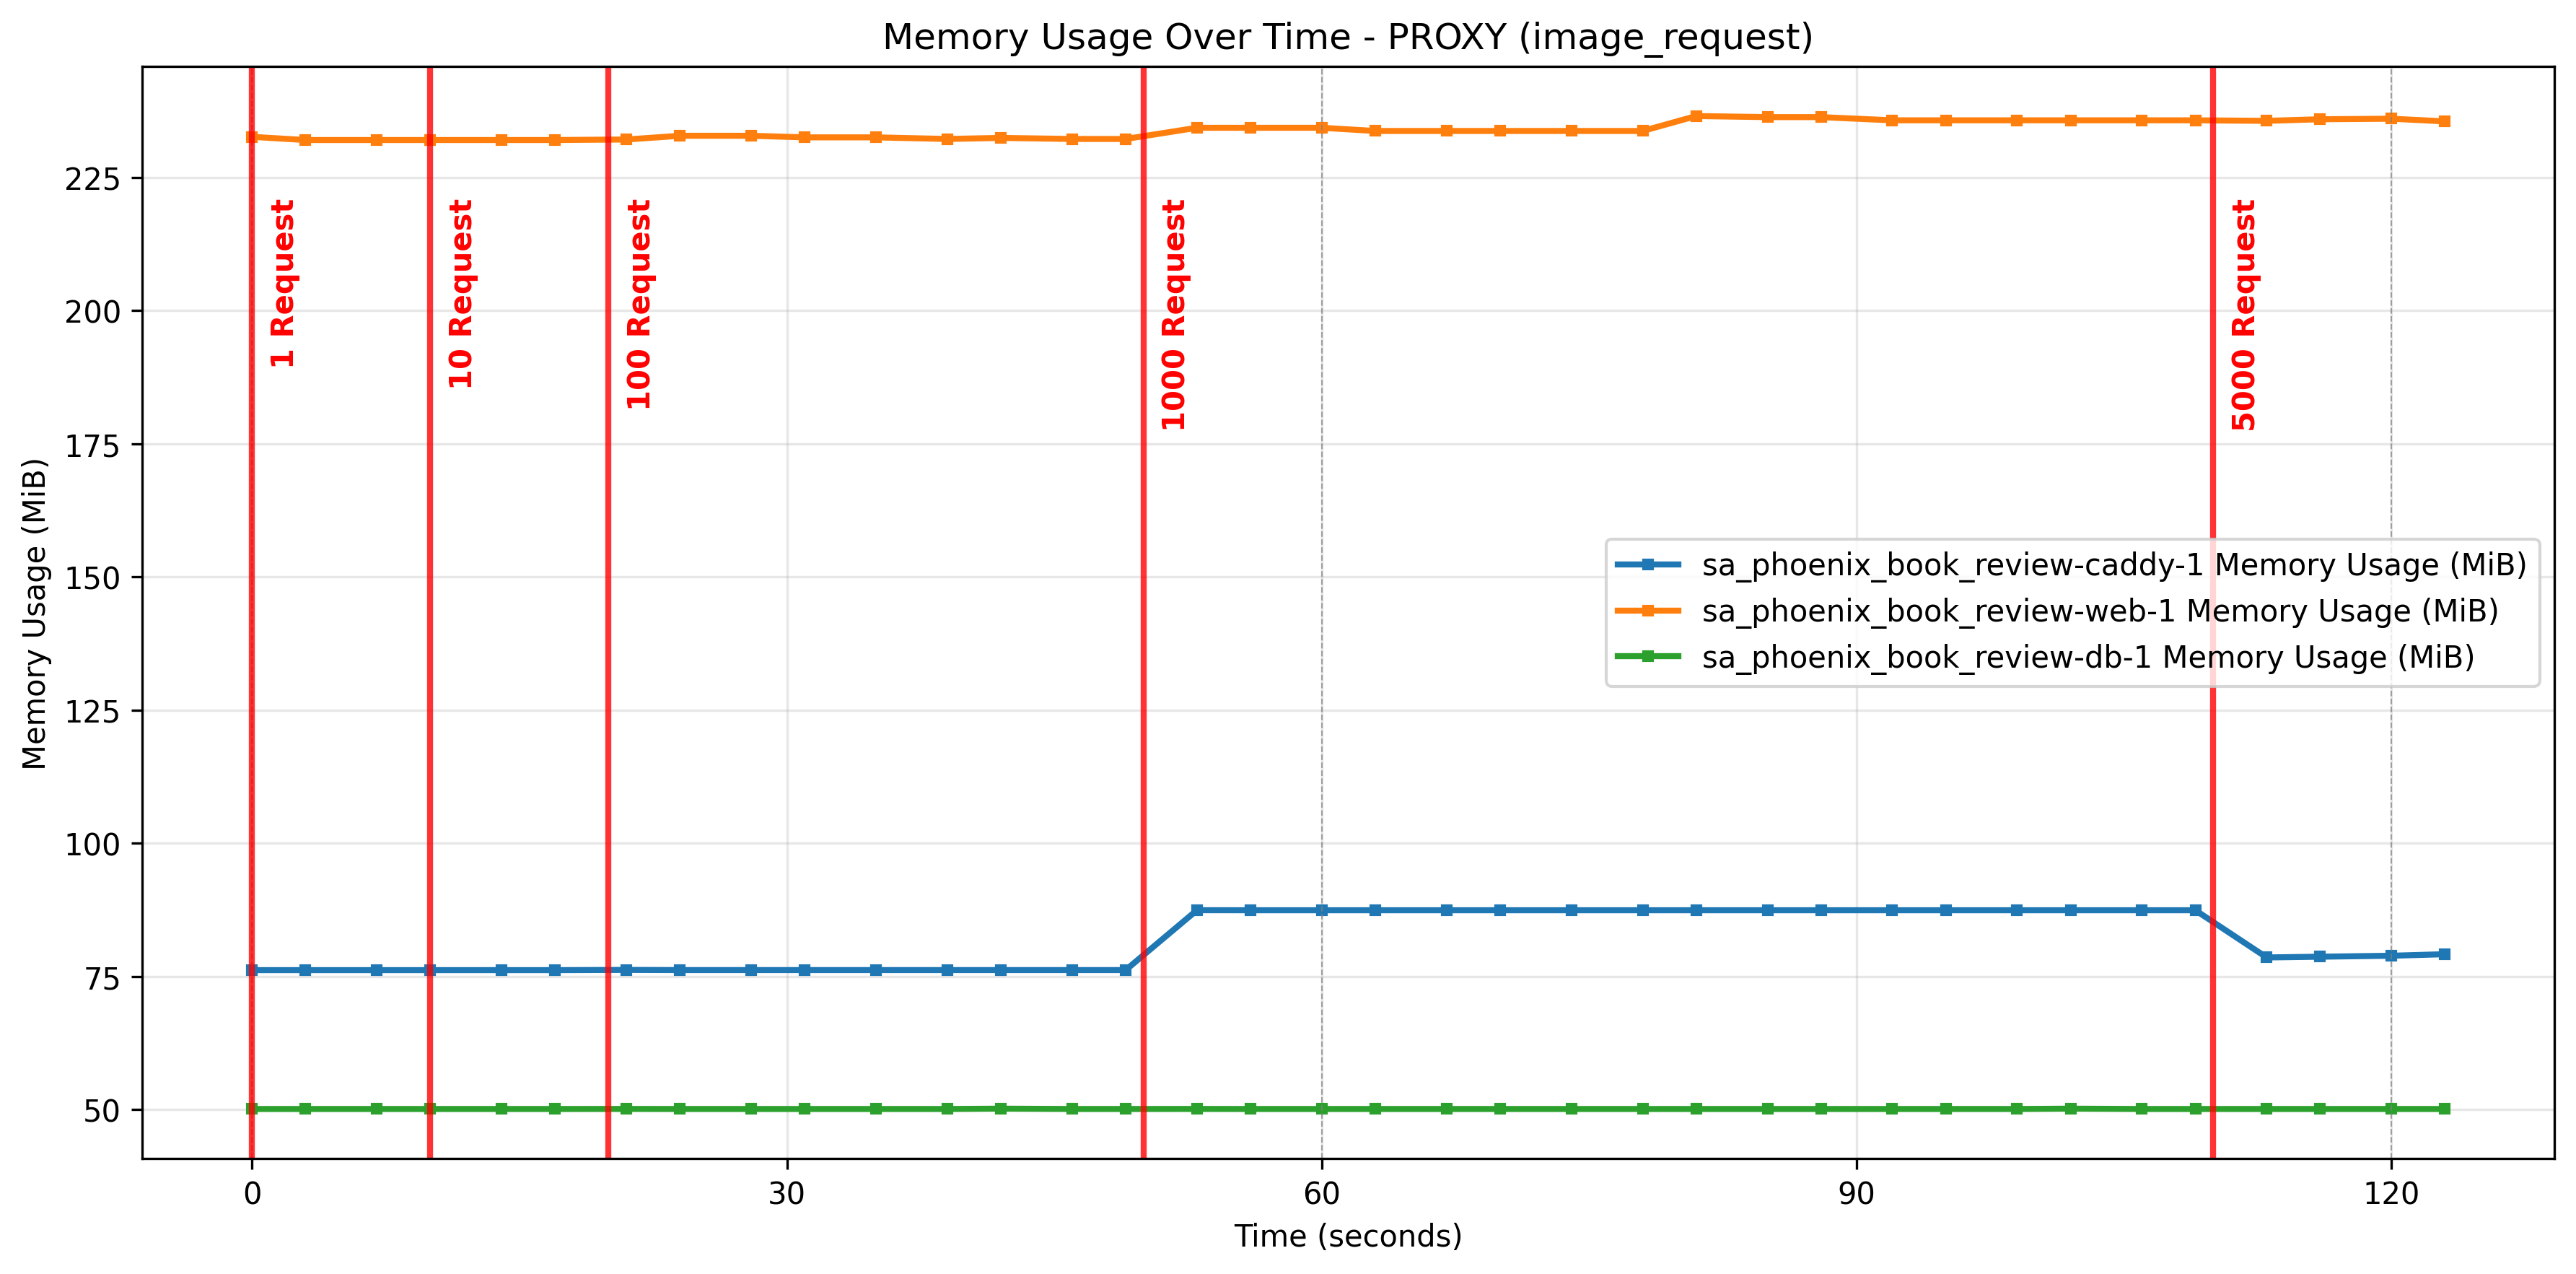 Memory Usage Over Time - PROXY (image_request)
Memory Usage (MiB)
225
200
175
150
125
100
75
50
1 Request
10 Request
100 Request
1000 Request
5000 Request
sa_phoenix_book_review-caddy-1 Memory Usage (MiB)
sa_phoenix_book_review-web-1 Memory Usage (MiB)
sa_phoenix_book_review-db-1 Memory Usage (MiB)
0 30 60 90 120
Time (seconds)